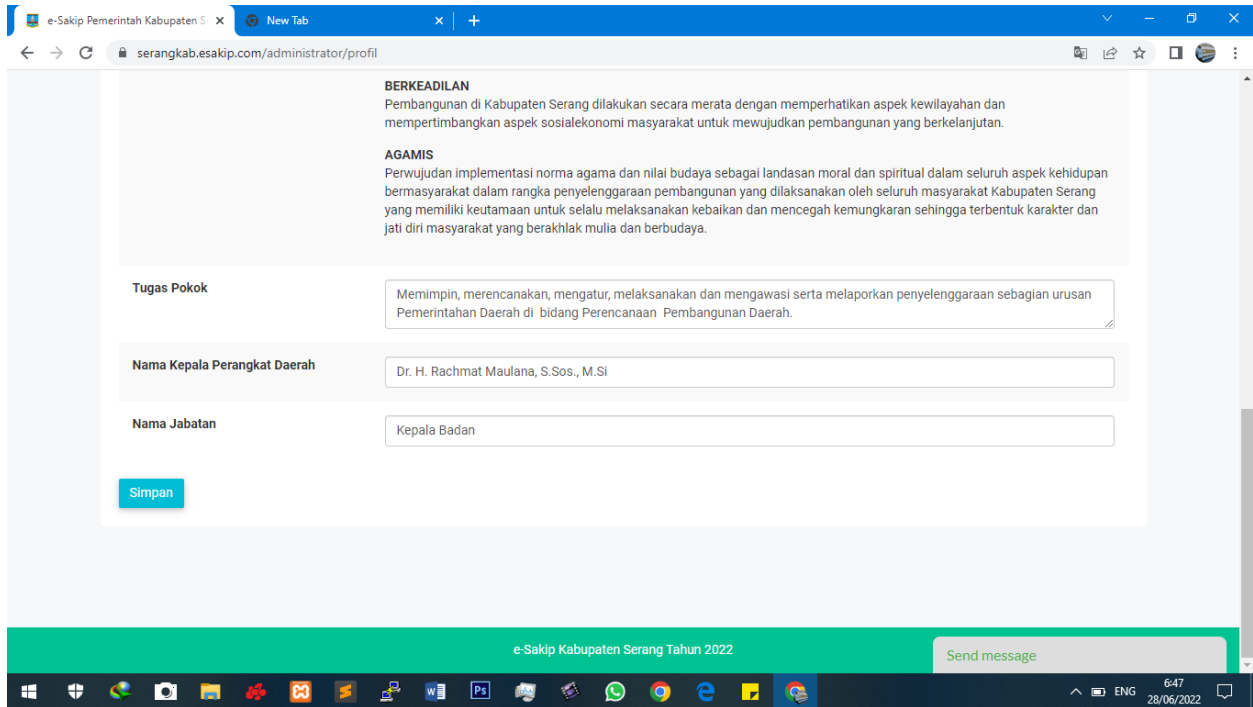 e-Sakip Pemerintah Kabupaten S
New Tab
serangkab.esakip.com/administrator/profil
BERKEADILAN
Pembangunan di Kabupaten Serang dilakukan secara merata dengan memperhatikan aspek kewilayahan dan
mempertimbangkan aspek sosialekonomi masyarakat untuk mewujudkan pembangunan yang berkelanjutan.
AGAMIS
Perwujudan implementasi norma agama dan nilai budaya sebagai landasan moral dan spiritual dalam seluruh aspek kehidupan
bermasyarakat dalam rangka penyelenggaraan pembangunan yang dilaksanakan oleh seluruh masyarakat Kabupaten Serang
yang memiliki keutamaan untuk selalu melaksanakan kebaikan dan mencegah kemungkaran sehingga terbentuk karakter dan
jati diri masyarakat yang berakhlak mulia dan berbudaya.
Tugas Pokok
Memimpin, merencanakan, mengatur, melaksanakan dan mengawasi serta melaporkan penyelenggaraan sebagian urusan
Pemerintahan Daerah di bidang Perencanaan Pembangunan Daerah.
Nama Kepala Perangkat Daerah
Dr. H. Rachmat Maulana, S.Sos., M.Si
Nama Jabatan
Kepala Badan
Simpan
e-Sakip Kabupaten Serang Tahun 2022
Send message
Ps
ENG
6:47
28/06/2022